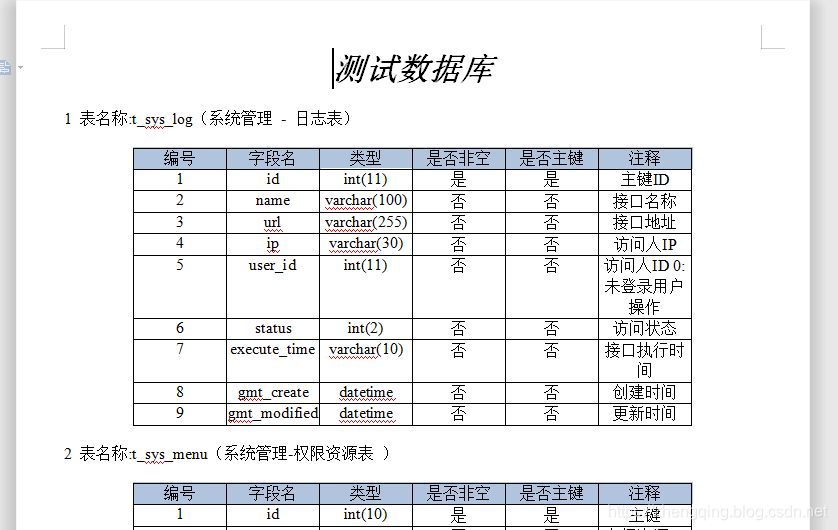 测试数据库
1 表名称:t_sys_log（系统管理 - 日志表）
编号 字段名 类型 是否非空 是否主键 注释
1 id int(11) 是 是 主键ID
2 name varchar(100) 否 否 接口名称
3 url varchar(255) 否 否 接口地址
4 ip varchar(30) 否 否 访问人IP
5 user_id int(11) 否 否 访问人ID 0:
未登录用户
操作
6 status int(2) 否 否 访问状态
7 execute_time varchar(10) 否 否 接口执行时
间
8 gmt_create datetime 否 否 创建时间
9 gmt_modified datetime 否 否 更新时间
2 表名称:t_sys_menu（系统管理-权限资源表 ）
编号 字段名 类型 是否非空 是否主键 注释
1 id int(10) 是 是 主键